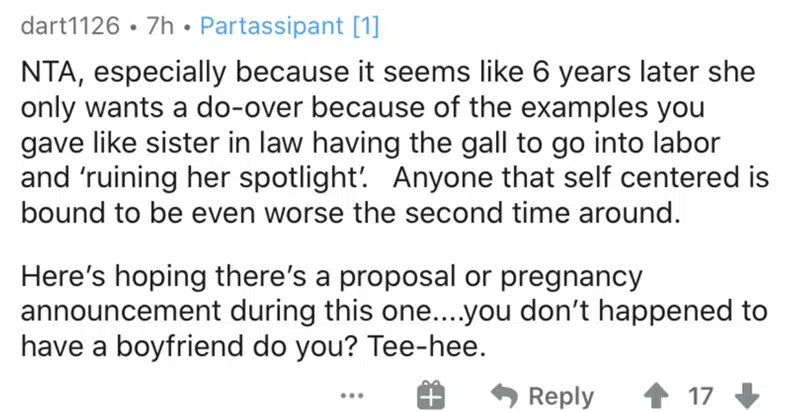 dart1126 • 7h • Partassipant [1]
NTA, especially because it seems like 6 years later she
only wants a do-over because of the examples you
gave like sister in law having the gall to go into labor
and ‘ruining her spotlight’.   Anyone that self centered is
bound to be even worse the second time around.
Here’s hoping there’s a proposal or pregnancy
announcement during this one....you don’t happened to
have a boyfriend do you? Tee-hee.
... Reply 17